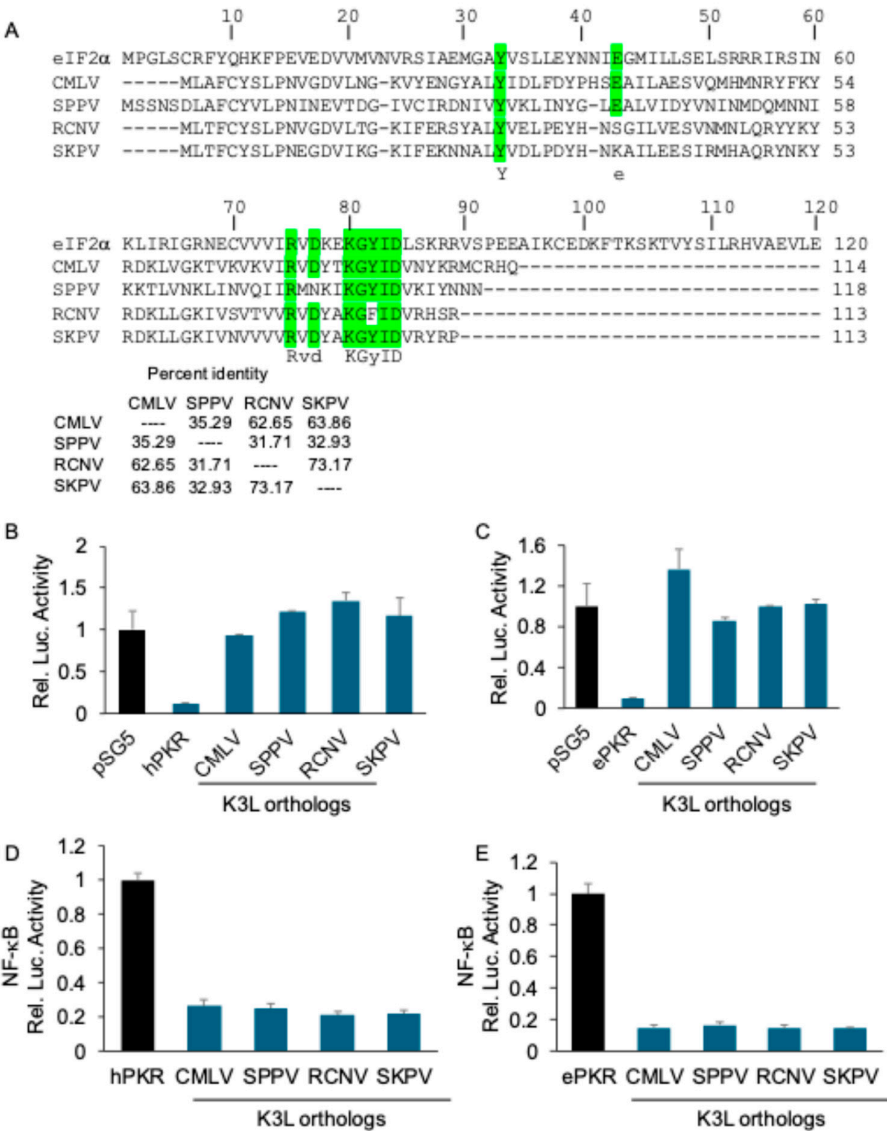 A
10 20 30 40 50 60
eIF2α MPGLSCRFYQHKFPEVEDVVMVNVRSIAEMGAYVSLLEYNNIEGMILLSELSRRRIRSIN 60
CMLV -----MLAFCYSLPNVGDVLNG-KVYENGYALYIDLFDYPHSEAILAESVQMHMNRYFKY 54
SPPV MSSNSDLAFCYSLPNINEVTDG-IVCIRDNIVYVKLINYG-LEALVIDYVNINMDQMNNI 58
RCNV -----MLTFCYSLPNVGDVLTG-KIFERSYALYVELPEYH-NSGILVESVNMNLQRYYKY 53
SKPV -----MLTFCYSLPNEGDVIKG-KIFEKNNALYVDLPDYH-NKAILEESIRMHAQRYNKY 53
Y e
70 80 90 100 110 120
eIF2α KLIRIGRNECVVVIRVDKEKGYIDLSKRRVSPEEAIKCEDKFTKSKTVYSILRHVAEVLE 120
CMLV RDKLVGKTVKVKVIRVDYTKGYIDVNYKRMCRHQ-------------------------- 114
SPPV KKTLVNKLINVQIIRMNKIKGYIDVKIYNNN----------------------------- 118
RCNV RDKLLGKIVSVTVVRVDYAKGFIDVRHSR------------------------------- 113
SKPV RDKLLGKIVNVVVVRVDYAKGYIDVRYRP------------------------------- 113
Rvd KGyID
Percent identity
CMLV SPPV RCNV SKPV
CMLV ---- 35.29 62.65 63.86
SPPV 35.29 ---- 31.71 32.93
RCNV 62.65 31.71 ---- 73.17
SKPV 63.86 32.93 73.17 ----
B
Rel. Luc. Activity
2
1.5
1
0.5
0
pSG5 hPKR CMLV SPPV RCNV SKPV
K3L orthologs
C
Rel. Luc. Activity
1.6
1.2
0.8
0.4
0
pSG5 ePKR CMLV SPPV RCNV SKPV
K3L orthologs
D
NF-κB
Rel. Luc. Activity
1.2
1
0.8
0.6
0.4
0.2
0
hPKR CMLV SPPV RCNV SKPV
K3L orthologs
E
NF-κB
Rel. Luc. Activity
1.2
1
0.8
0.6
0.4
0.2
0
ePKR CMLV SPPV RCNV SKPV
K3L orthologs